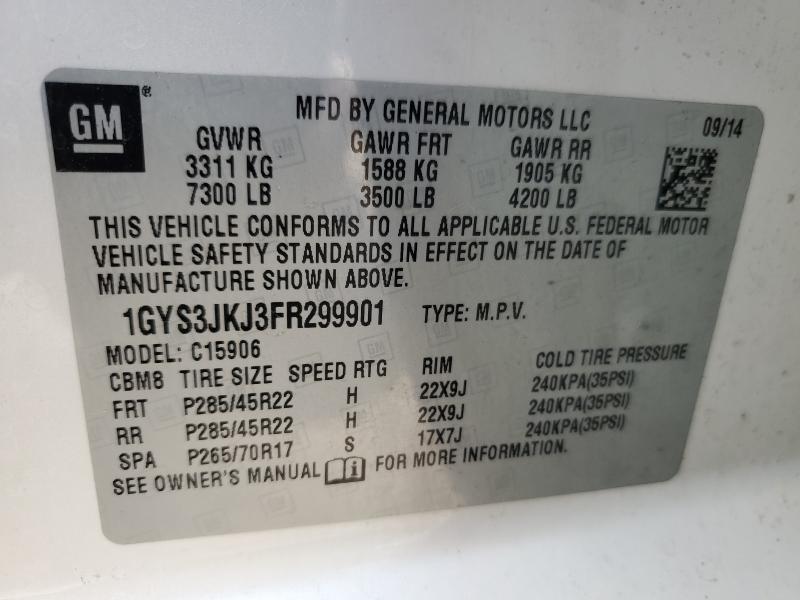 GM®
MFD BY GENERAL MOTORS LLC 09/14
GVWR GAWR FRT GAWR RR
3311 KG 1588 KG 1905 KG
7300 LB 3500 LB 4200 LB
THIS VEHICLE CONFORMS TO ALL APPLICABLE U.S. FEDERAL MOTOR
VEHICLE SAFETY STANDARDS IN EFFECT ON THE DATE OF
MANUFACTURE SHOWN ABOVE.
1GYS3JKJ3FR299901 TYPE: M.P.V.
MODEL: C15906
CBM8 TIRE SIZE SPEED RTG RIM COLD TIRE PRESSURE
FRT P285/45R22 H 22X9J 240KPA(35PSI)
RR P285/45R22 H 22X9J 240KPA(35PSI)
SPA P265/70R17 S 17X7J 240KPA(35PSI)
SEE OWNER'S MANUAL FOR MORE INFORMATION.